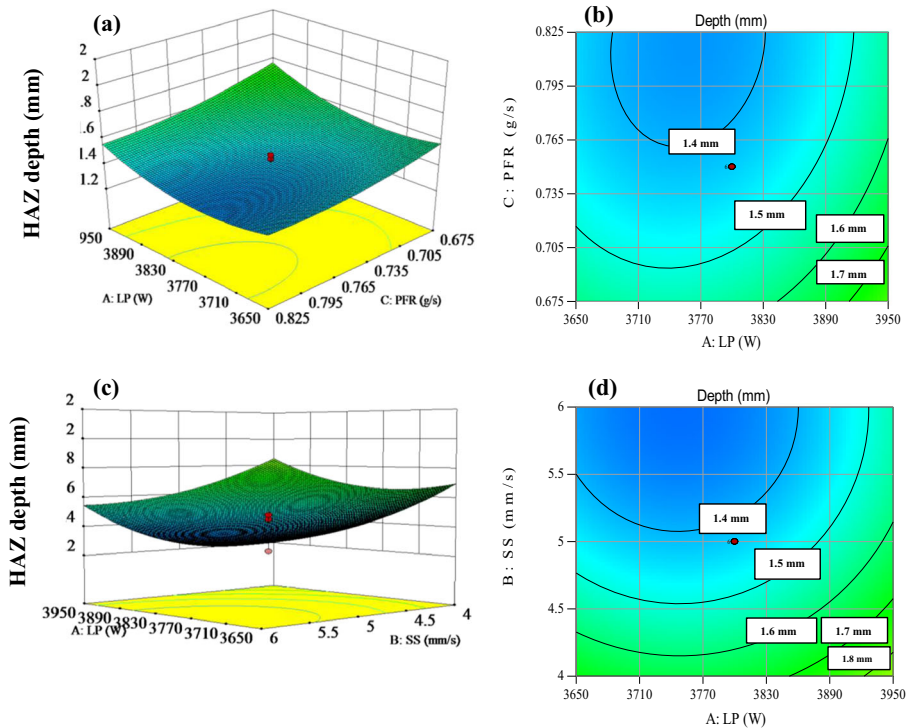 (a)
2
2
.8
1.6
1.4
1.2
HAZ depth (mm)
950
3890
3830
3770
3710
3650
A: LP (W)
0.675
0.705
0.735
0.765
0.795
0.825
C: PFR (g/s)
(b)
Depth (mm)
0.825
0.795
0.765
0.735
0.705
0.675
C: PFR (g/s)
1.4 mm
1.5 mm
1.6 mm
1.7 mm
3650 3710 3770 3830 3890 3950
A: LP (W)
(c)
2
2
8
6
4
2
HAZ depth (mm)
3950
3890
3830
3770
3710
3650
A: LP (W)
4
4.5
5
5.5
6
B: SS (mm/s)
(d)
Depth (mm)
6
5.5
5
4.5
4
B: SS (mm/s)
1.4 mm
1.5 mm
1.6 mm
1.7 mm
1.8 mm
3650 3710 3770 3830 3890 3950
A: LP (W)